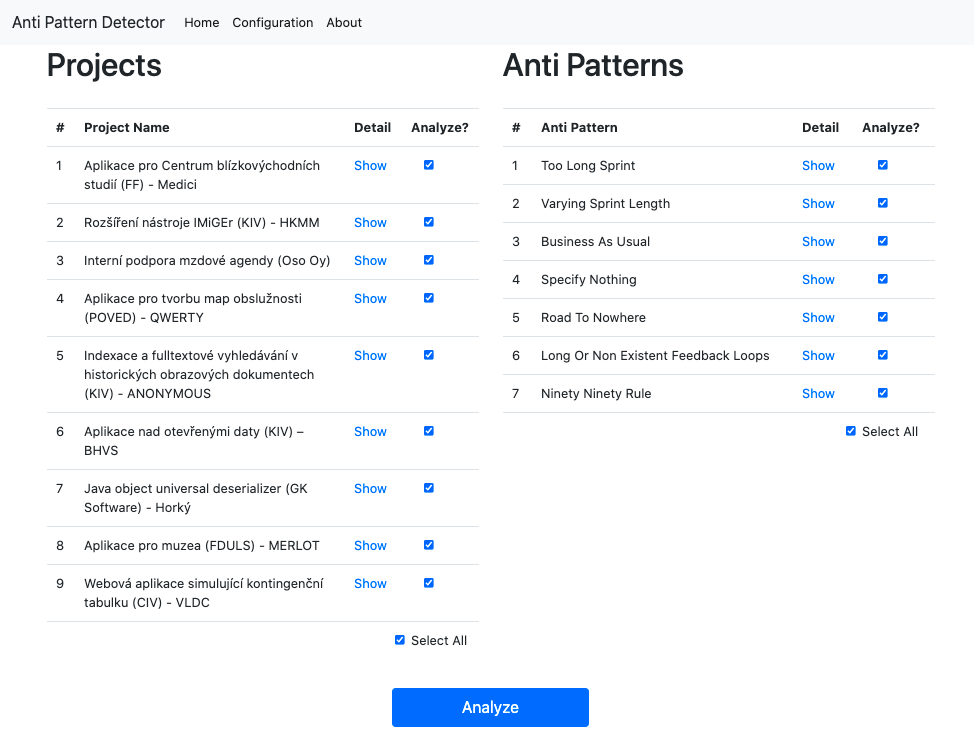 Anti Pattern Detector Home Configuration About
Projects
# Project Name Detail Analyze?
1 Aplikace pro Centrum blízkovýchodních Show
studií (FF) - Medici
2 Rozšíření nástroje IMiGEr (KIV) - HKMM Show
3 Interní podpora mzdové agendy (Oso Oy) Show
4 Aplikace pro tvorbu map obslužnosti Show
(POVED) - QWERTY
5 Indexace a fulltextové vyhledávání v Show
historických obrazových dokumentech
(KIV) - ANONYMOUS
6 Aplikace nad otevřenými daty (KIV) – Show
BHVS
7 Java object universal deserializer (GK Show
Software) - Horký
8 Aplikace pro muzea (FDULS) - MERLOT Show
9 Webová aplikace simulující kontingenční Show
tabulku (CIV) - VLDC
Select All
Anti Patterns
# Anti Pattern Detail Analyze?
1 Too Long Sprint Show
2 Varying Sprint Length Show
3 Business As Usual Show
4 Specify Nothing Show
5 Road To Nowhere Show
6 Long Or Non Existent Feedback Loops Show
7 Ninety Ninety Rule Show
Select All
Analyze